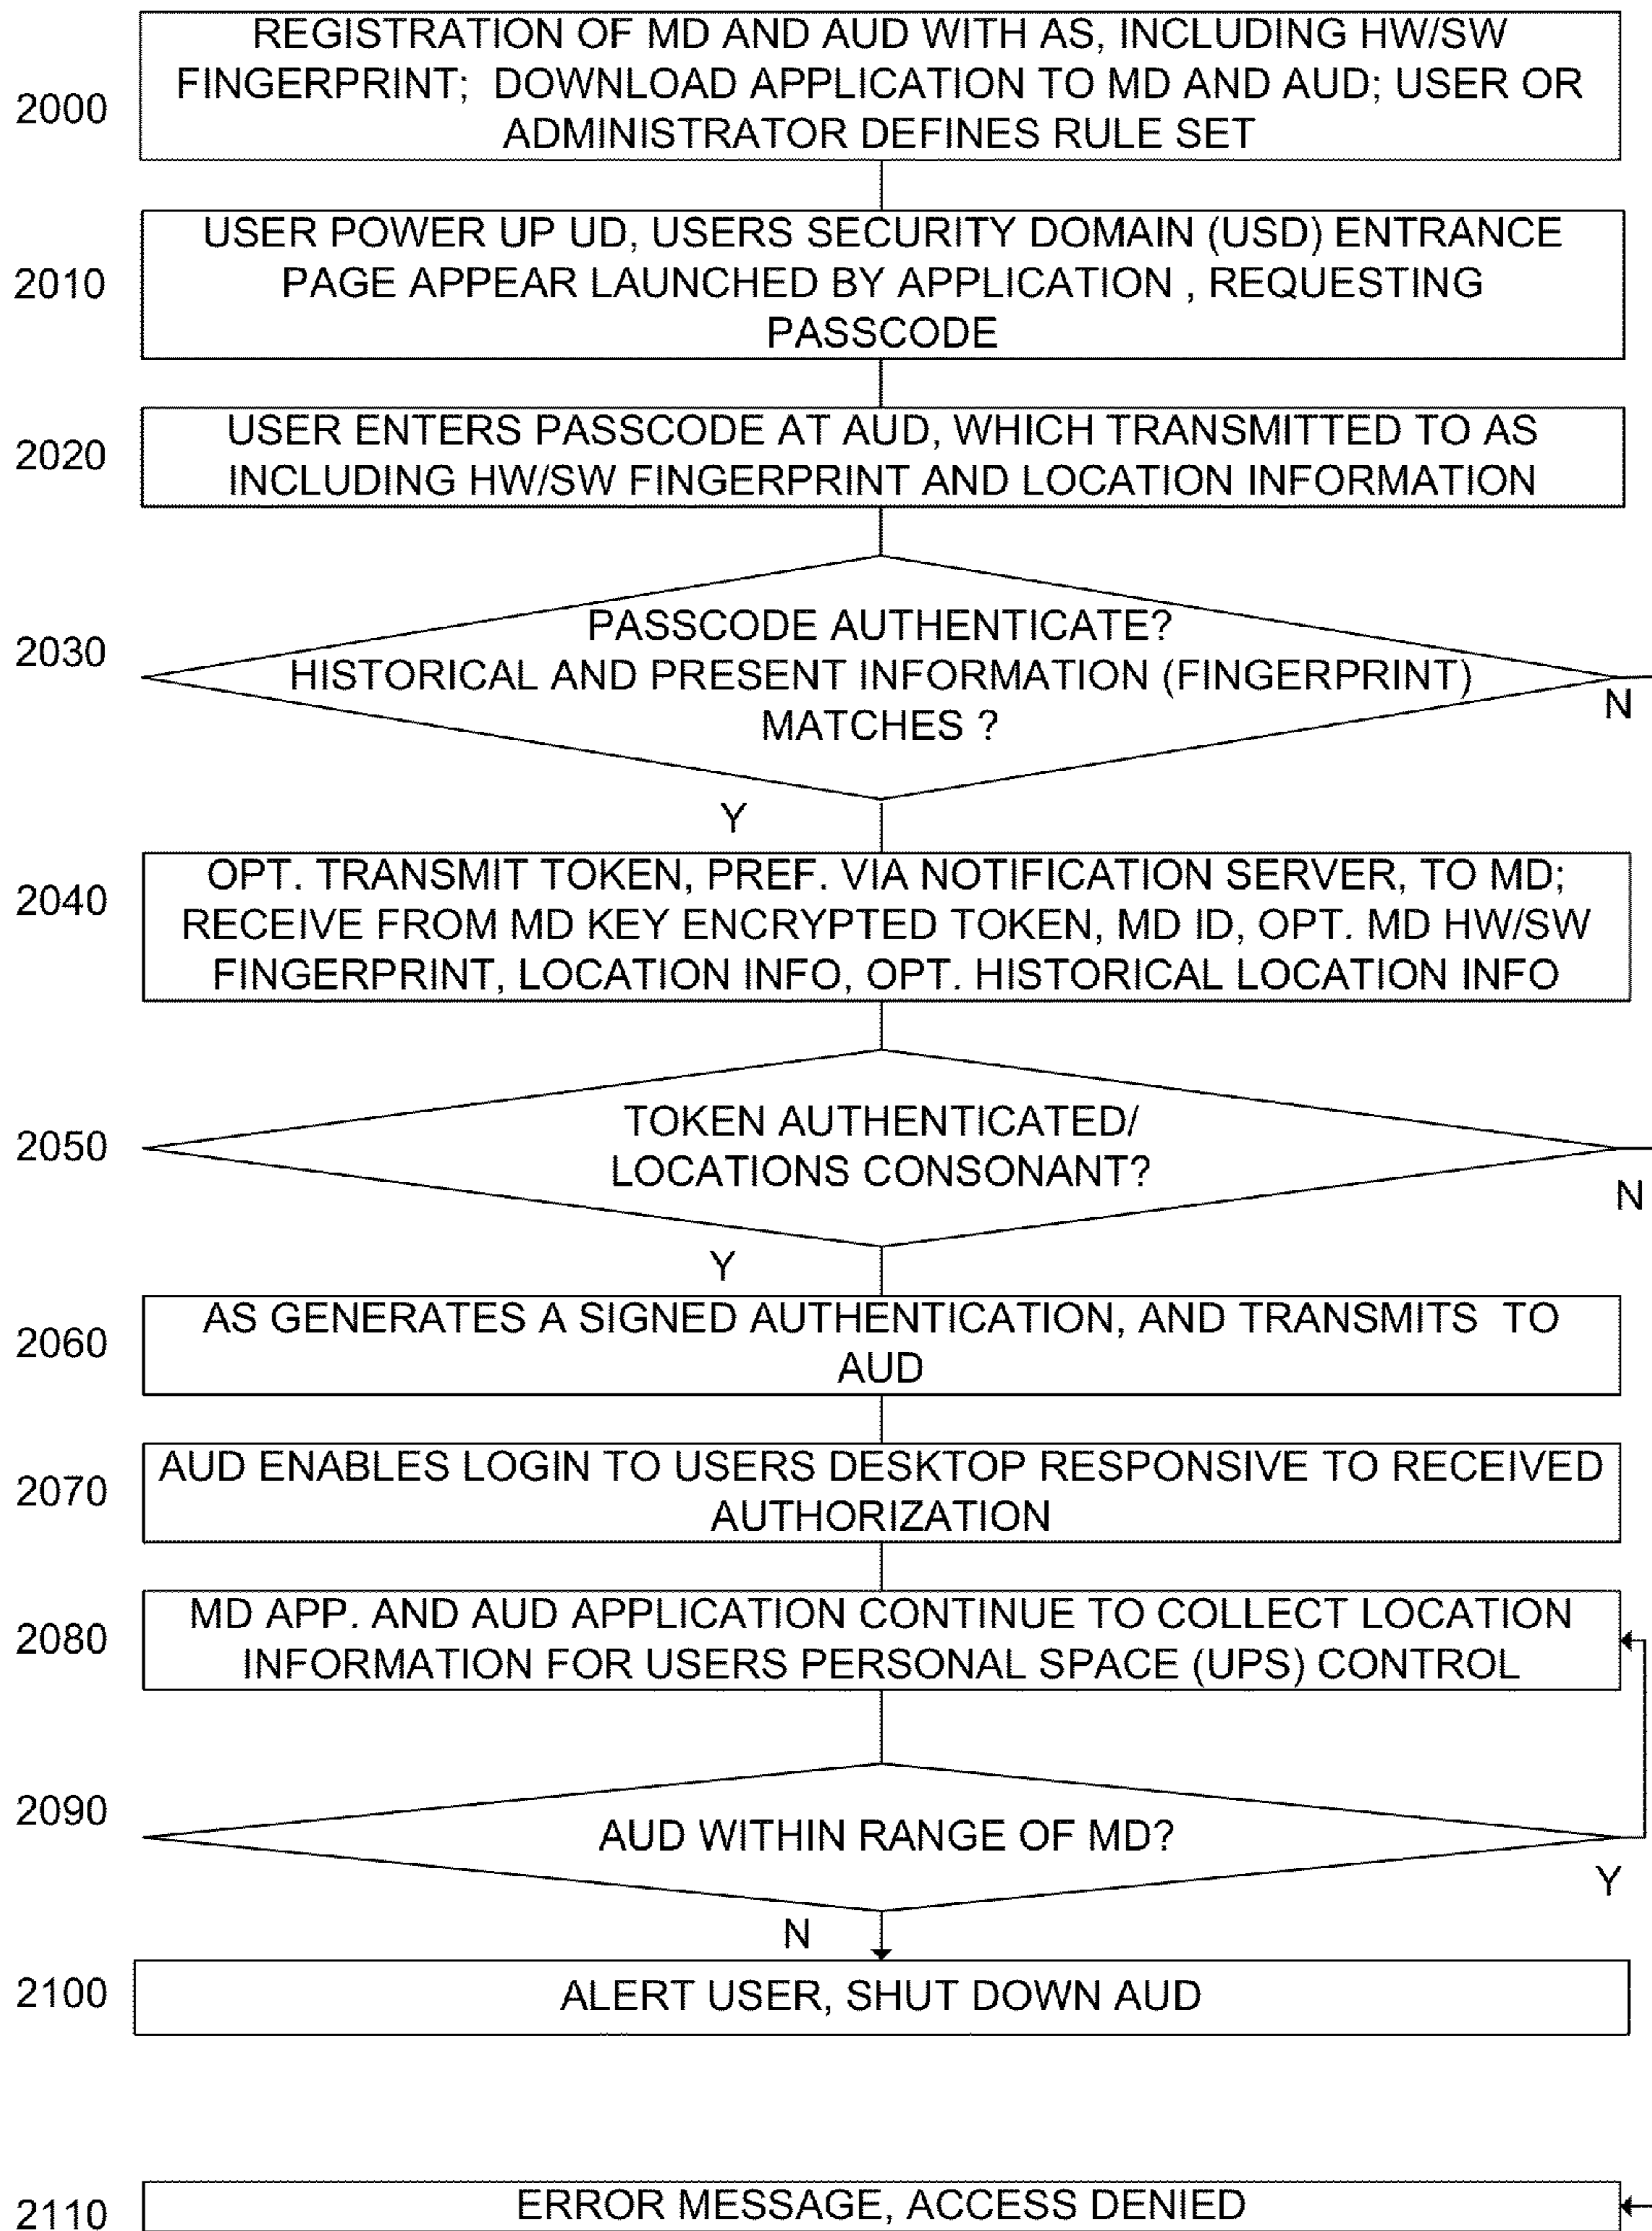 REGISTRATION OF MD AND AUD WITH AS, INCLUDING HW/SW
FINGERPRINT; DOWNLOAD APPLICATION TO MD AND AUD; USER OR
ADMINISTRATOR DEFINES RULE SET
2000
USER POWER UP UD, USERS SECURITY DOMAIN (USD) ENTRANCE
PAGE APPEAR LAUNCHED BY APPLICATION , REQUESTING
PASSCODE
2010
USER ENTERS PASSCODE AT AUD, WHICH TRANSMITTED TO AS
INCLUDING HW/SW FINGERPRINT AND LOCATION INFORMATION
2020
PASSCODE AUTHENTICATE?
HISTORICAL AND PRESENT INFORMATION (FINGERPRINT)
MATCHES ?
2030
N
Y
OPT. TRANSMIT TOKEN, PREF. VIA NOTIFICATION SERVER, TO MD;
RECEIVE FROM MD KEY ENCRYPTED TOKEN, MD ID, OPT. MD HW/SW
FINGERPRINT, LOCATION INFO, OPT. HISTORICAL LOCATION INFO
2040
TOKEN AUTHENTICATED/
LOCATIONS CONSONANT?
2050
N
Y
AS GENERATES A SIGNED AUTHENTICATION, AND TRANSMITS TO
AUD
2060
AUD ENABLES LOGIN TO USERS DESKTOP RESPONSIVE TO RECEIVED
AUTHORIZATION
2070
MD APP. AND AUD APPLICATION CONTINUE TO COLLECT LOCATION
INFORMATION FOR USERS PERSONAL SPACE (UPS) CONTROL
2080
AUD WITHIN RANGE OF MD?
2090
Y
N
ALERT USER, SHUT DOWN AUD
2100
ERROR MESSAGE, ACCESS DENIED
2110